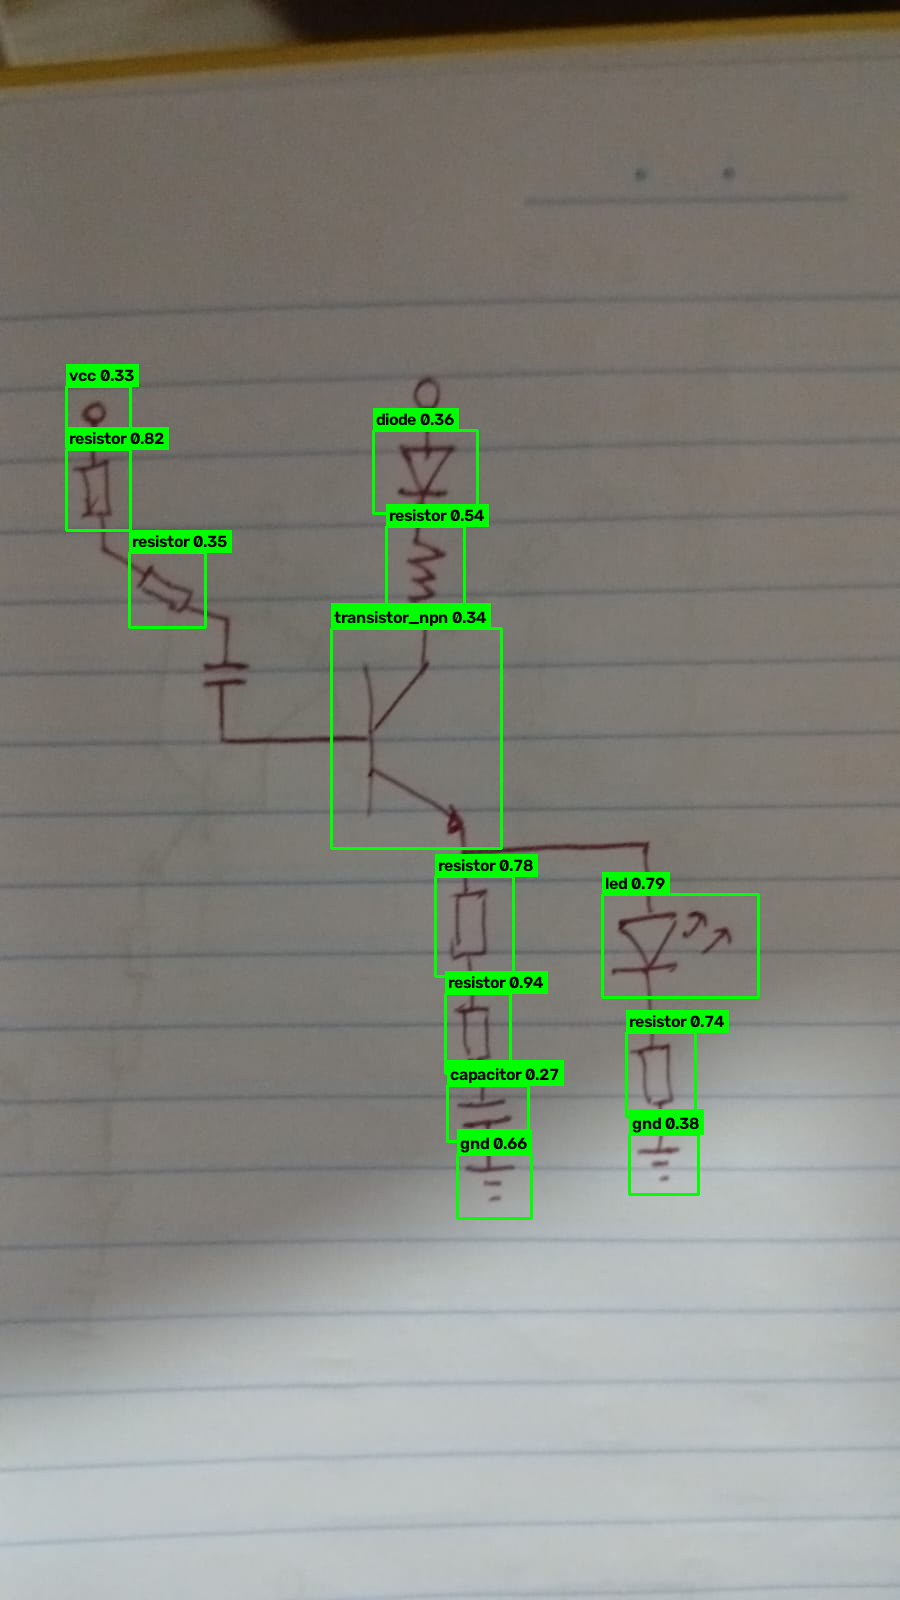 vcc 0.33
diode 0.36
resistor 0.82
resistor 0.54
resistor 0.35
transistor_npn 0.34
resistor 0.78
led 0.79
resistor 0.94
resistor 0.74
capacitor 0.27
gnd 0.38
gnd 0.66